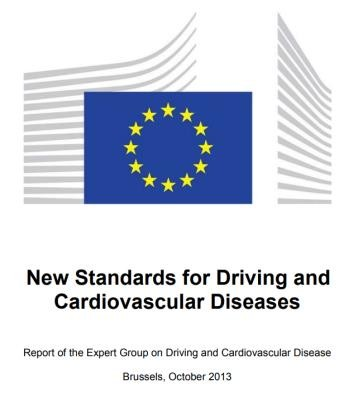 New Standards for Driving and
Cardiovascular Diseases
Report of the Expert Group on Driving and Cardiovascular Disease
Brussels, October 2013